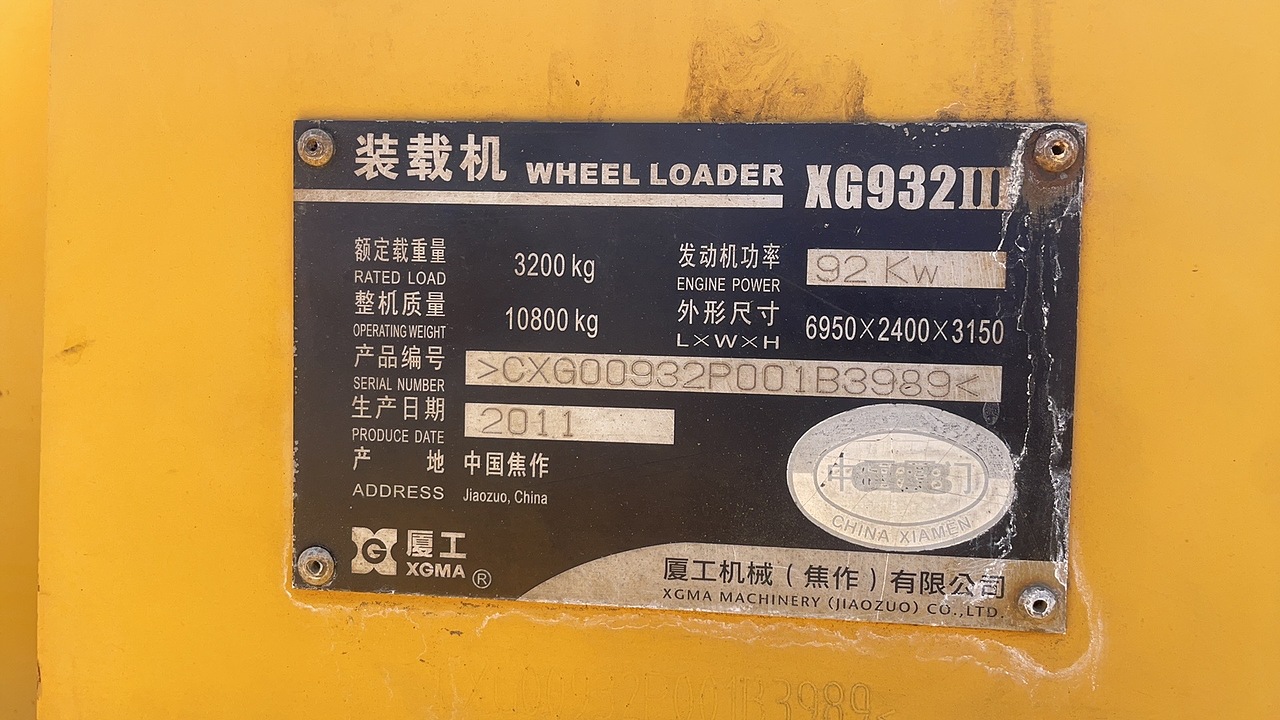 装载机 WHEEL LOADER XG932III
额定载重量
RATED LOAD
3200 kg
发动机功率
ENGINE POWER
92 Kw
整机质量
OPERATING WEIGHT
10800 kg
外形尺寸
L×W×H
6950×2400×3150
产品编号
SERIAL NUMBER
>CXG00932P001B3989<
生产日期
PRODUCE DATE
2011
产 地
ADDRESS
中国焦作
Jiaozuo, China
中 门
CHINA XIAMEN
G 厦工
XGMA ®
厦工机械(焦作)有限公司
XGMA MACHINERY (JIAOZUO) CO.,LTD.
001B3989<